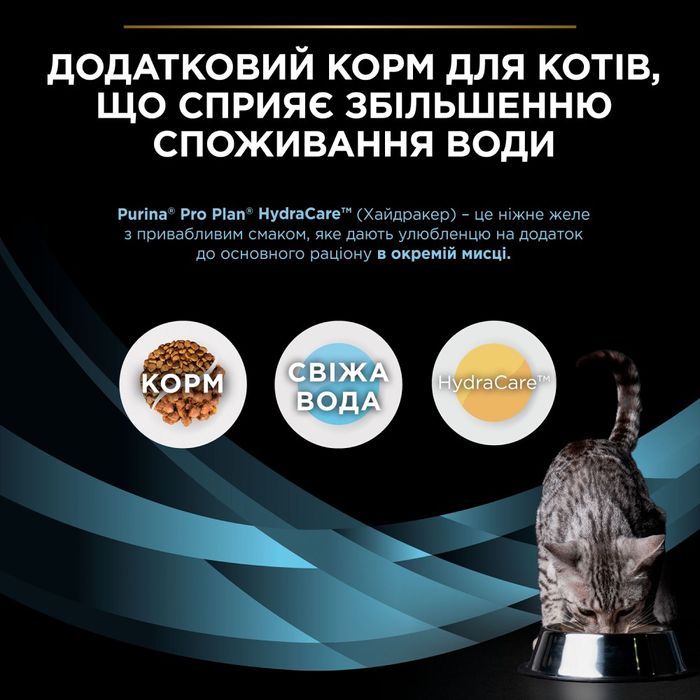 ДОДАТКОВИЙ КОРМ ДЛЯ КОТІВ,
ЩО СПРИЯЄ ЗБІЛЬШЕННЮ
СПОЖИВАННЯ ВОДИ
Purina® Pro Plan® HydraCare™ (Хайдракер) – це ніжне желе
з привабливим смаком, яке дають улюбленцю на додаток
до основного раціону в окремій мисці.
КОРМ
СВІЖА
ВОДА
HydraCare™